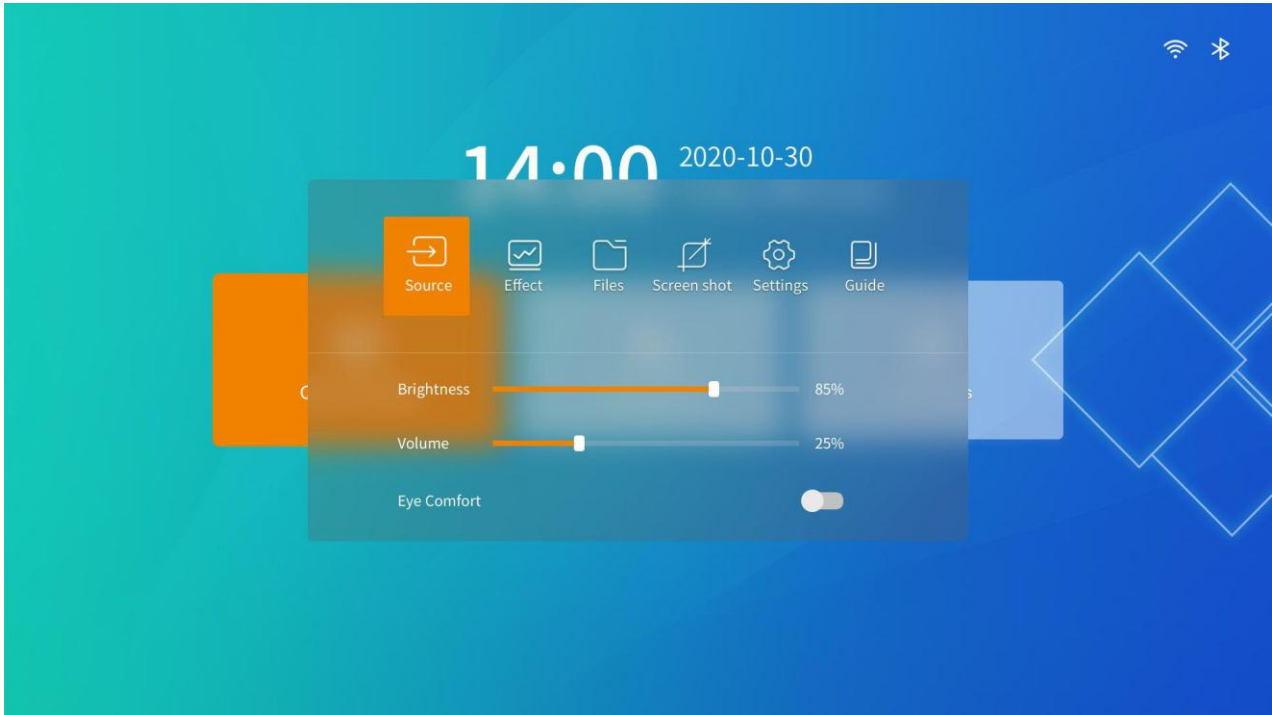 14:00 2020-10-30
Source Effect Files Screen shot Settings Guide
Brightness 85%
Volume 25%
Eye Comfort